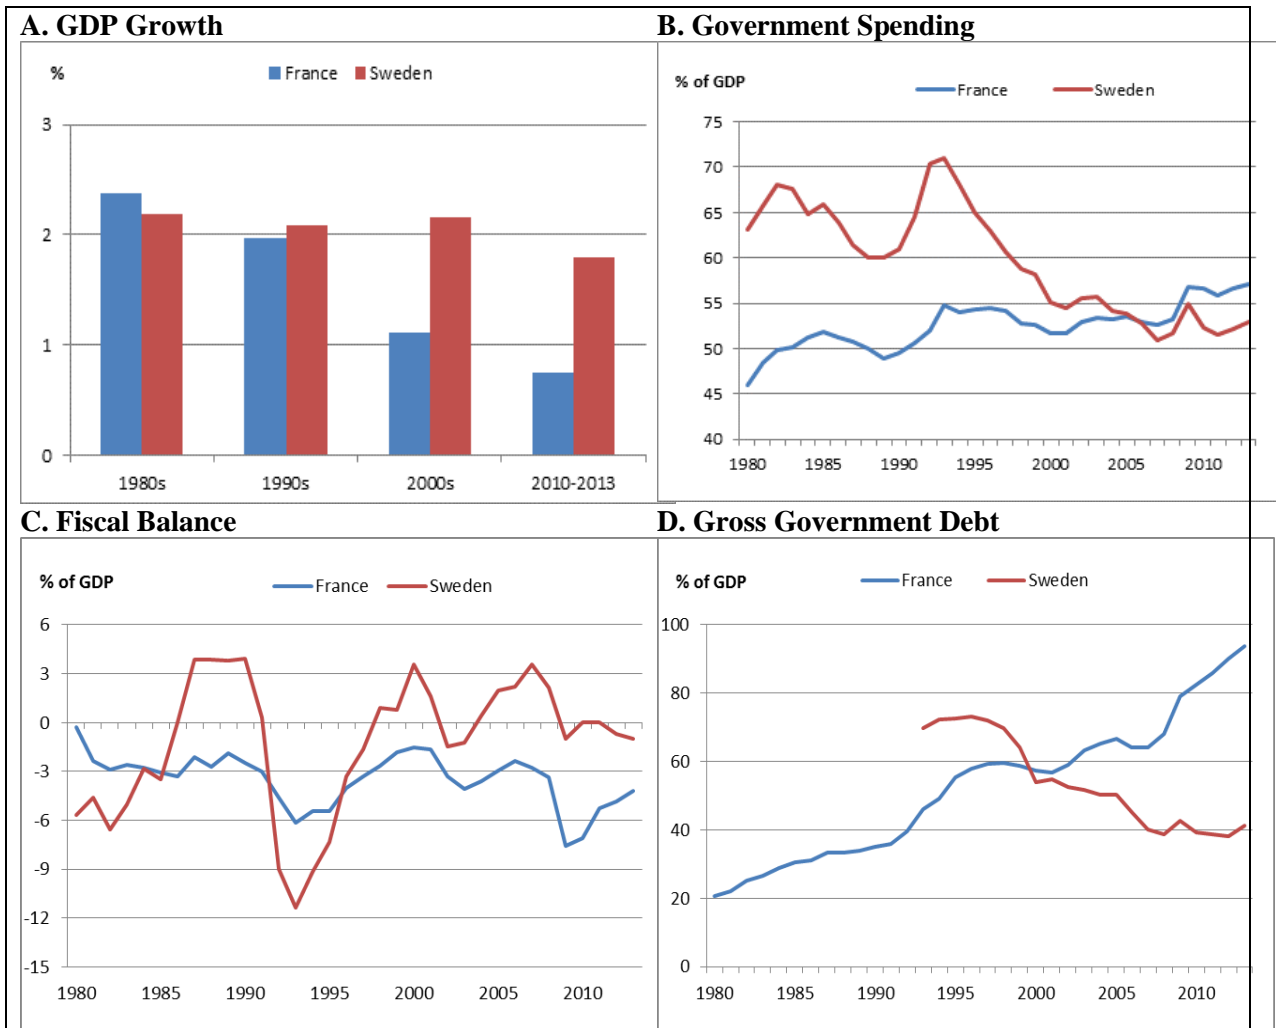 A. GDP Growth
B. Government Spending
% France Sweden
3
2
1
0
1980s 1990s 2000s 2010-2013
% of GDP France Sweden
75
70
65
60
55
50
45
40
1980 1985 1990 1995 2000 2005 2010
C. Fiscal Balance
D. Gross Government Debt
% of GDP France Sweden
6
3
0
-3
-6
-9
-12
-15
1980 1985 1990 1995 2000 2005 2010
% of GDP France Sweden
100
80
60
40
20
0
1980 1985 1990 1995 2000 2005 2010